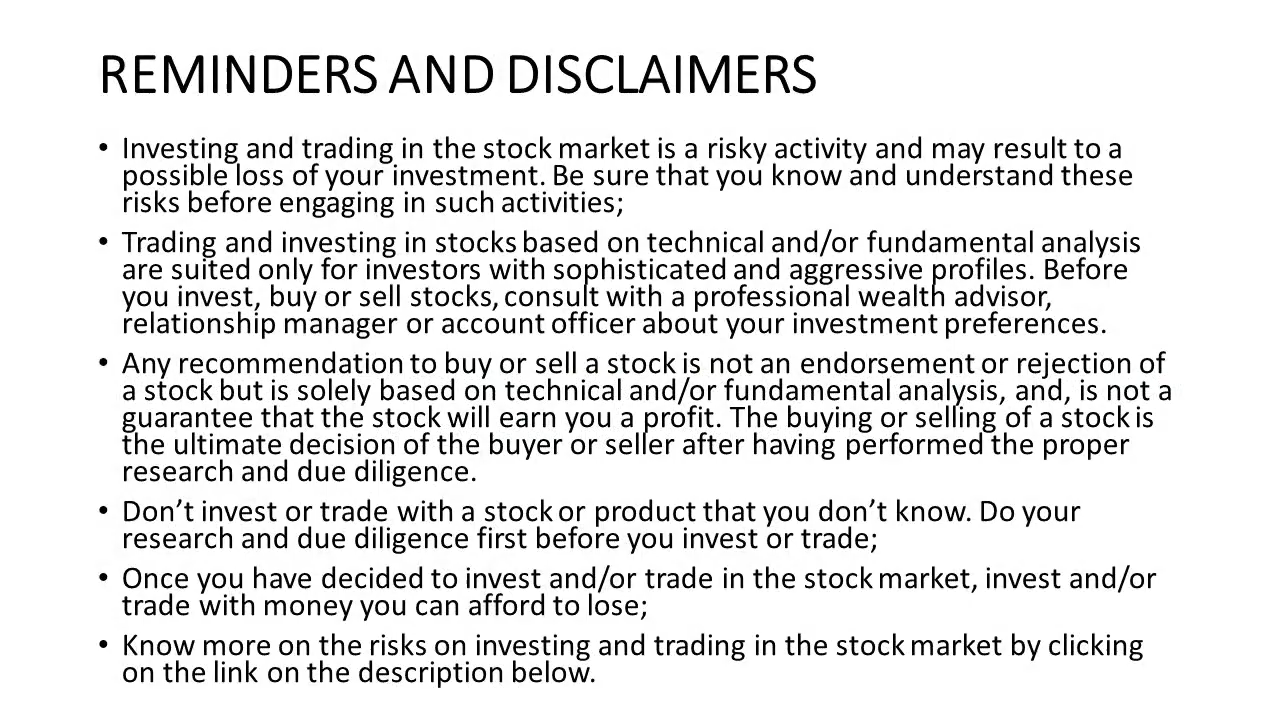 REMINDERS AND DISCLAIMERS
• Investing and trading in the stock market is a risky activity and may result to a
possible loss of your investment. Be sure that you know and understand these
risks before engaging in such activities;
• Trading and investing in stocks based on technical and/or fundamental analysis
are suited only for investors with sophisticated and aggressive profiles. Before
you invest, buy or sell stocks, consult with a professional wealth advisor,
relationship manager or account officer about your investment preferences.
• Any recommendation to buy or sell a stock is not an endorsement or rejection of
a stock but is solely based on technical and/or fundamental analysis, and, is not a
guarantee that the stock will earn you a profit. The buying or selling of a stock is
the ultimate decision of the buyer or seller after having performed the proper
research and due diligence.
• Don’t invest or trade with a stock or product that you don’t know. Do your
research and due diligence first before you invest or trade;
• Once you have decided to invest and/or trade in the stock market, invest and/or
trade with money you can afford to lose;
• Know more on the risks on investing and trading in the stock market by clicking
on the link on the description below.